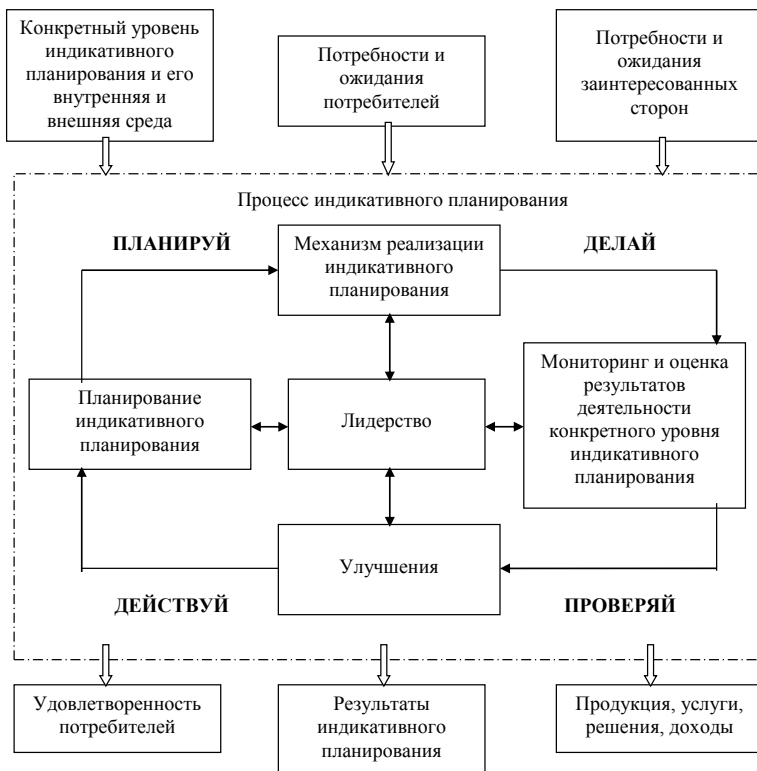 Конкретный уровень
индикативного
планирования и его
внутренняя и
внешняя среда
Потребности и
ожидания
потребителей
Потребности и
ожидания
заинтересованных
сторон
Процесс индикативного планирования
ПЛАНИРУЙ
Механизм реализации
индикативного
планирования
ДЕЛАЙ
Планирование
индикативного
планирования
Лидерство
Мониторинг и оценка
результатов
деятельности
конкретного уровня
индикативного
планирования
Улучшения
ДЕЙСТВУЙ
ПРОВЕРЯЙ
Удовлетворенность
потребителей
Результаты
индикативного
планирования
Продукция, услуги,
решения, доходы